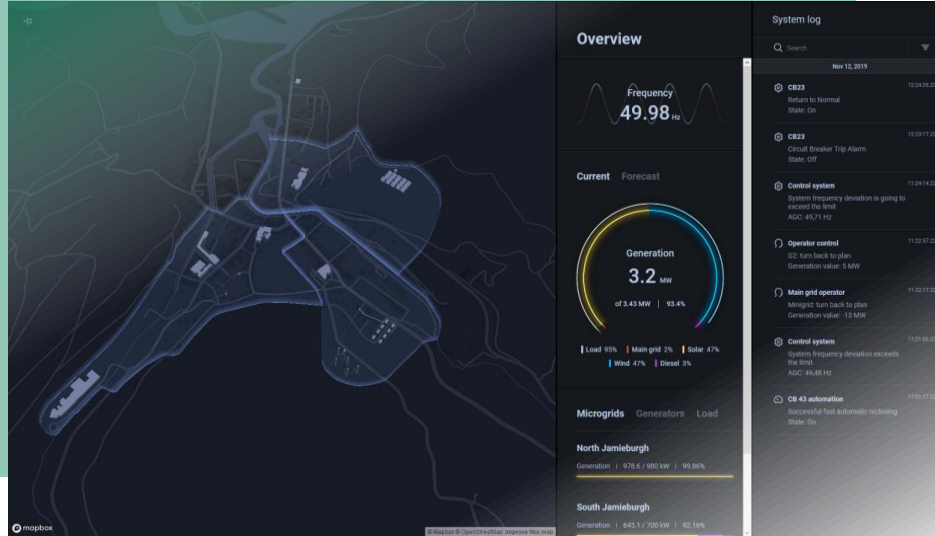 Overview
Frequency
49.98 Hz
Current Forecast
Generation
3.2 MW
of 3.43 MW | 93.4%
Load 95% Main grid 2% Solar 47%
Wind 47% Diesel 3%
Microgrids Generators Load
North Jamieburgh
Generation | 978.6 / 980 kW | 99.86%
South Jamieburgh
Generation | 645.1 / 700 kW | 92.16%
System log
Search
Nov 12, 2019
CB23
Return to Normal
State: On
CB23
Circuit Breaker Trip Alarm
State: Off
Control system
System frequency deviation is going to
exceed the limit
AGC: 49,71 Hz
Operator control
G2: turn back to plan
Generation value: 5 MW
Main grid operator
Minigrid: turn back to plan
Generation value: -13 MW
Control system
System frequency deviation exceeds
the limit
AGC: 49,48 Hz
CB 43 automation
Successful fast automatic reclosing
State: On
mapbox
© Mapbox © OpenStreetMap Improve this map